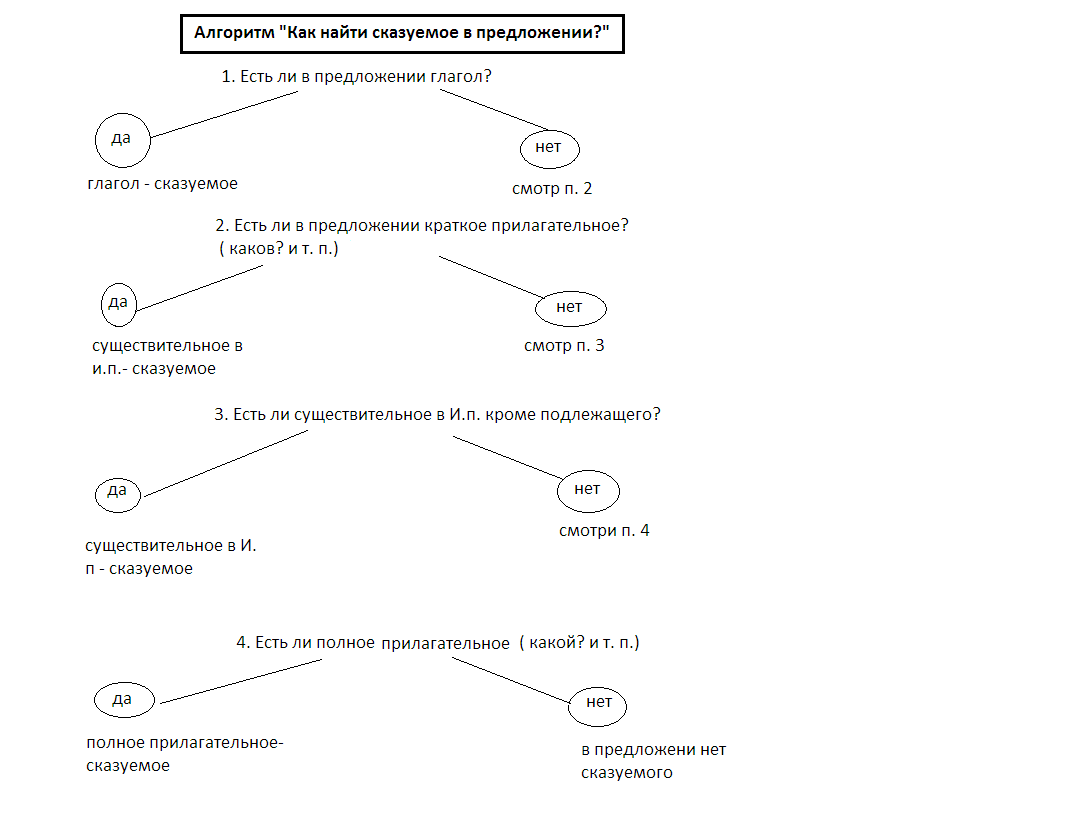 Алгоритм "Как найти сказуемое в предложении?"
1. Есть ли в предложении глагол?
да
нет
глагол - сказуемое
смотр п. 2
2. Есть ли в предложении краткое прилагательное?
( каков? и т. п.)
да
нет
существительное в
и.п.- сказуемое
смотр п. 3
3. Есть ли существительное в И.п. кроме подлежащего?
да
нет
смотри п. 4
существительное в И.
п - сказуемое
4. Есть ли полное прилагательное ( какой? и т. п.)
да
нет
полное прилагательное-
сказуемое
в предложени нет
сказуемого